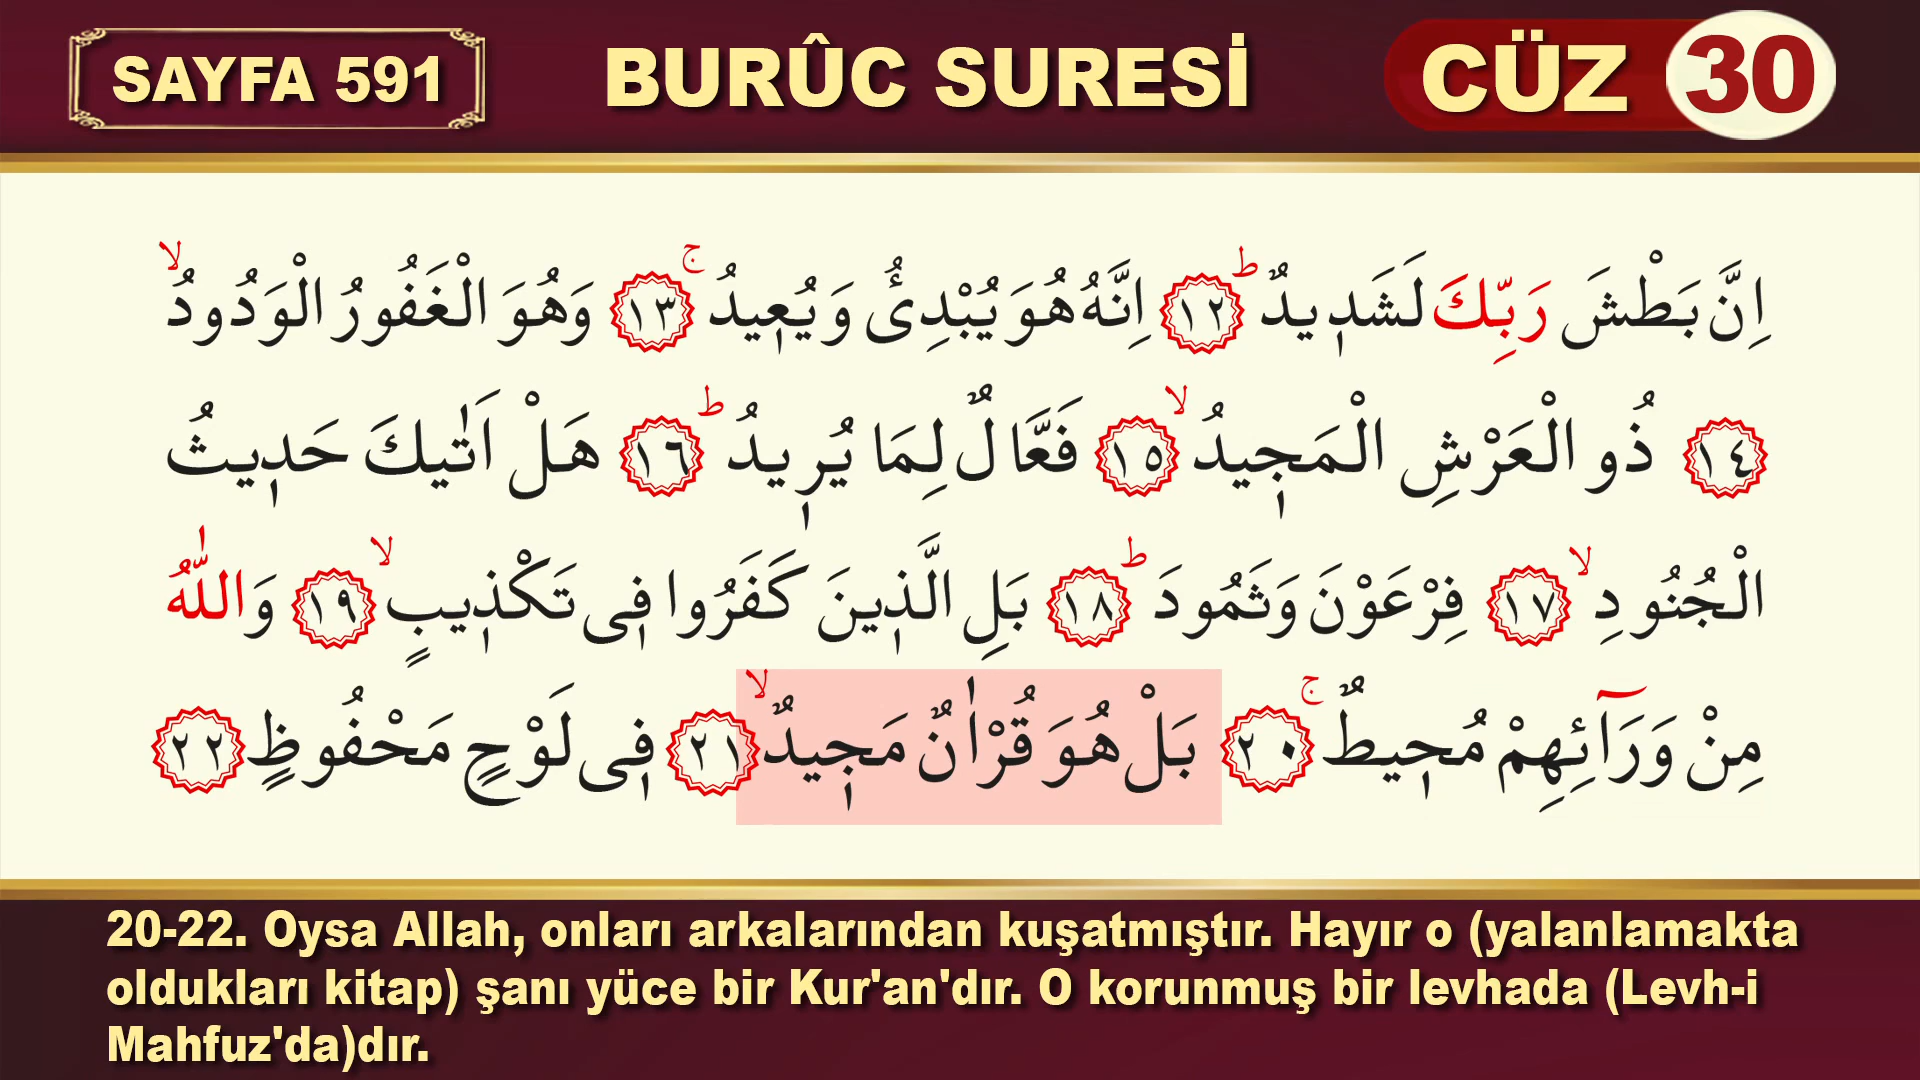 SAYFA 591
BURÛC SURESİ
CÜZ 30
اِنَّ بَطْشَ رَبِّكَ لَشَدٖيدٌؕ ﴿١٢﴾ اِنَّهُ هُوَ يُبْدِئُ وَيُعٖيدُۚ ﴿١٣﴾ وَهُوَ الْغَفُورُ الْوَدُودُۙ
﴿١٤﴾ ذُو الْعَرْشِ الْمَجٖيدُۙ ﴿١٥﴾ فَعَّالٌ لِمَا يُرٖيدُؕ ﴿١٦﴾ هَلْ اَتٰيكَ حَدٖيثُ
الْجُنُودِۙ ﴿١٧﴾ فِرْعَوْنَ وَثَمُودَؕ ﴿١٨﴾ بَلِ الَّذٖينَ كَفَرُوا فٖى تَكْذٖيبٍۙ ﴿١٩﴾ وَاللّٰهُ
مِنْ وَرَٓائِهِمْ مُحٖيطٌۚ ﴿٢٠﴾ بَلْ هُوَ قُرْاٰنٌ مَجٖيدٌۙ ﴿٢١﴾ فٖى لَوْحٍ مَحْفُوظٍ ﴿٢٢﴾
20-22. Oysa Allah, onları arkalarından kuşatmıştır. Hayır o (yalanlamakta
oldukları kitap) şanı yüce bir Kur'an'dır. O korunmuş bir levhada (Levh-i
Mahfuz'da)dır.